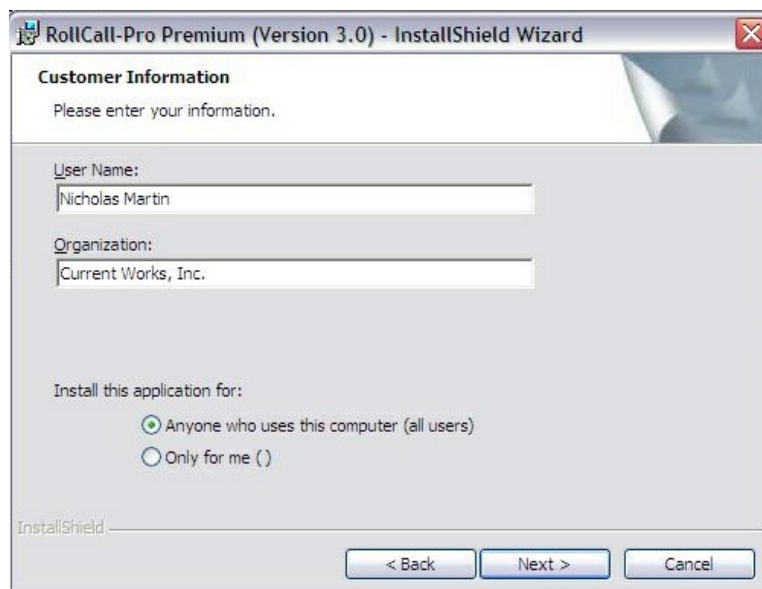 RollCall-Pro Premium (Version 3.0) - InstallShield Wizard
Customer Information
Please enter your information.
User Name:
Nicholas Martin
Organization:
Current Works, Inc.
Install this application for:
Anyone who uses this computer (all users)
Only for me ()
InstallShield
< Back Next > Cancel